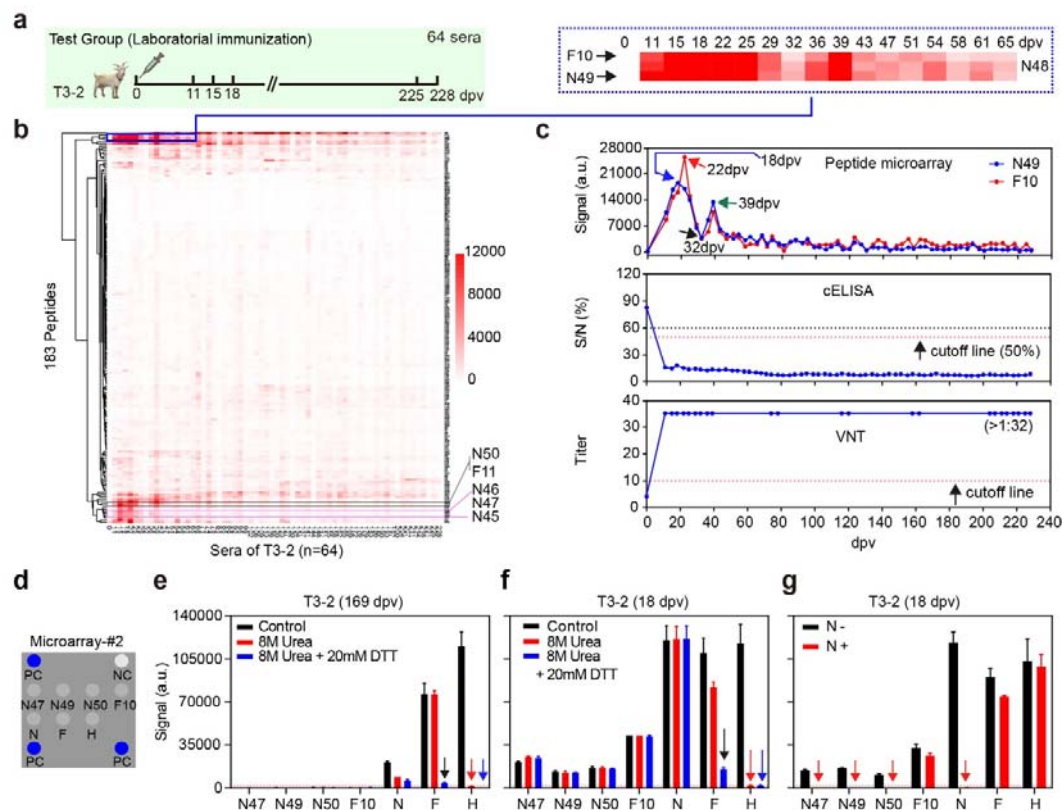 a
Test Group (Laboratorial immunization)
64 sera
T3-2
0 11 15 18 225 228 dpv
0 11 15 18 22 25 29 32 36 39 43 47 51 54 58 61 65 dpv
F10
N49
N48
b
183 Peptides
12000
8000
4000
0
N50
F11
N46
N47
N45
Sera of T3-2 (n=64)
c
28000
21000
14000
7000
0
Signal (a.u.)
18dpv
22dpv
39dpv
32dpv
Peptide microarray
N49
F10
120
90
60
30
0
S/N (%)
cELISA
cutoff line (50%)
40
30
20
10
0
Titer
VNT
(>1:32)
cutoff line
0 20 40 60 80 100 120 140 160 180 200 220 240
dpv
d
Microarray-#2
PC NC
N47 N49 N50 F10
N F H
PC PC
e
T3-2 (169 dpv)
140000
105000
70000
35000
0
Signal (a.u.)
Control
8M Urea
8M Urea + 20mM DTT
N47 N49 N50 F10 N F H
f
T3-2 (18 dpv)
Control
8M Urea
8M Urea
+ 20mM DTT
N47 N49 N50 F10 N F H
g
T3-2 (18 dpv)
N -
N +
N47 N49 N50 F10 N F H